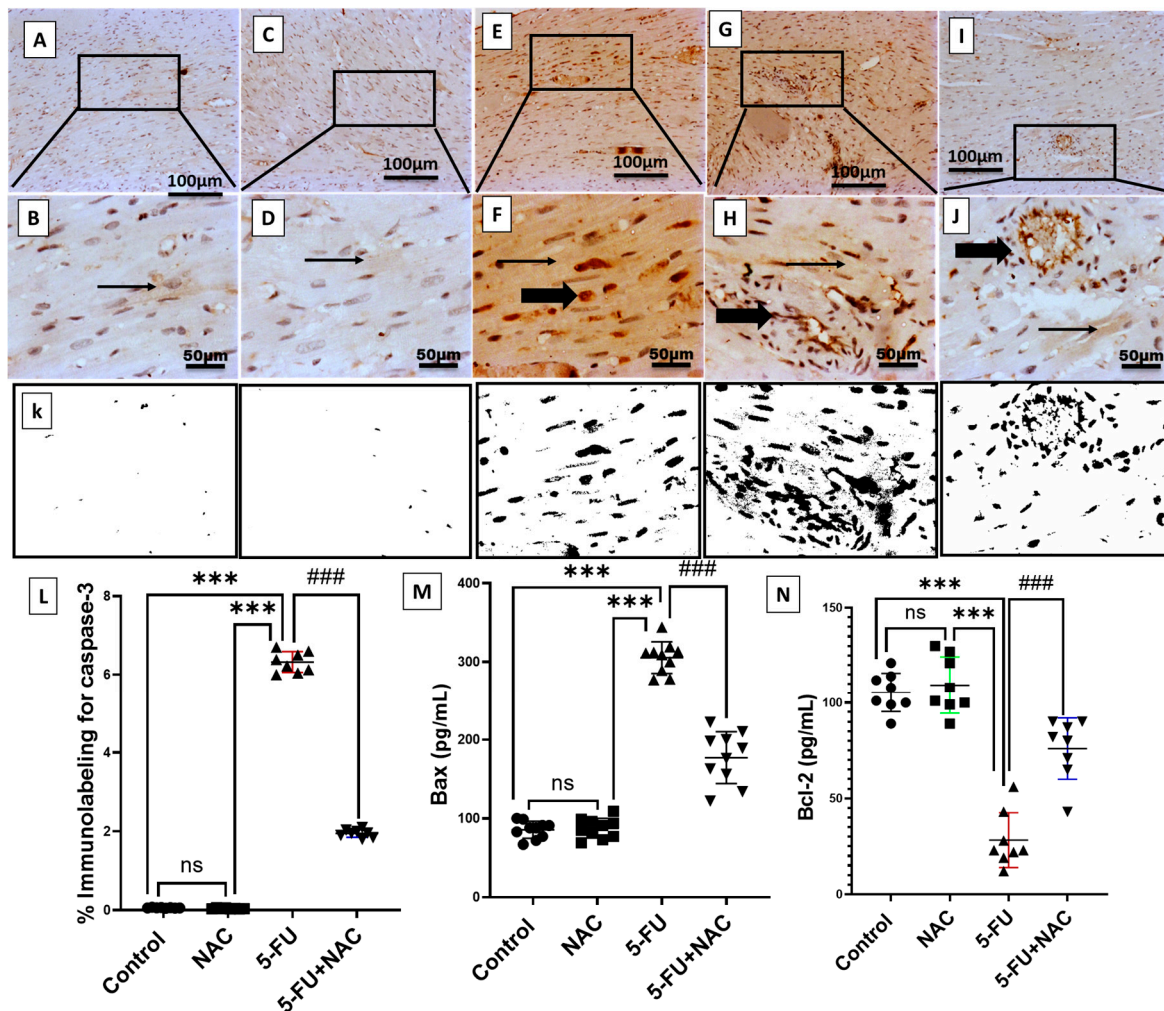 A
C
E
G
I
100µm
100µm
100µm
100µm
100µm
B
D
F
H
J
50µm
50µm
50µm
50µm
50µm
k
L
% Immunolabeling for caspase-3
8
6
4
2
0
***
###
***
ns
Control
NAC
5-FU
5-FU+NAC
M
Bax (pg/mL)
400
300
200
100
0
***
###
***
ns
Control
NAC
5-FU
5-FU+NAC
N
Bcl-2 (pg/mL)
150
100
50
0
***
###
ns
***
Control
NAC
5-FU
5-FU+NAC